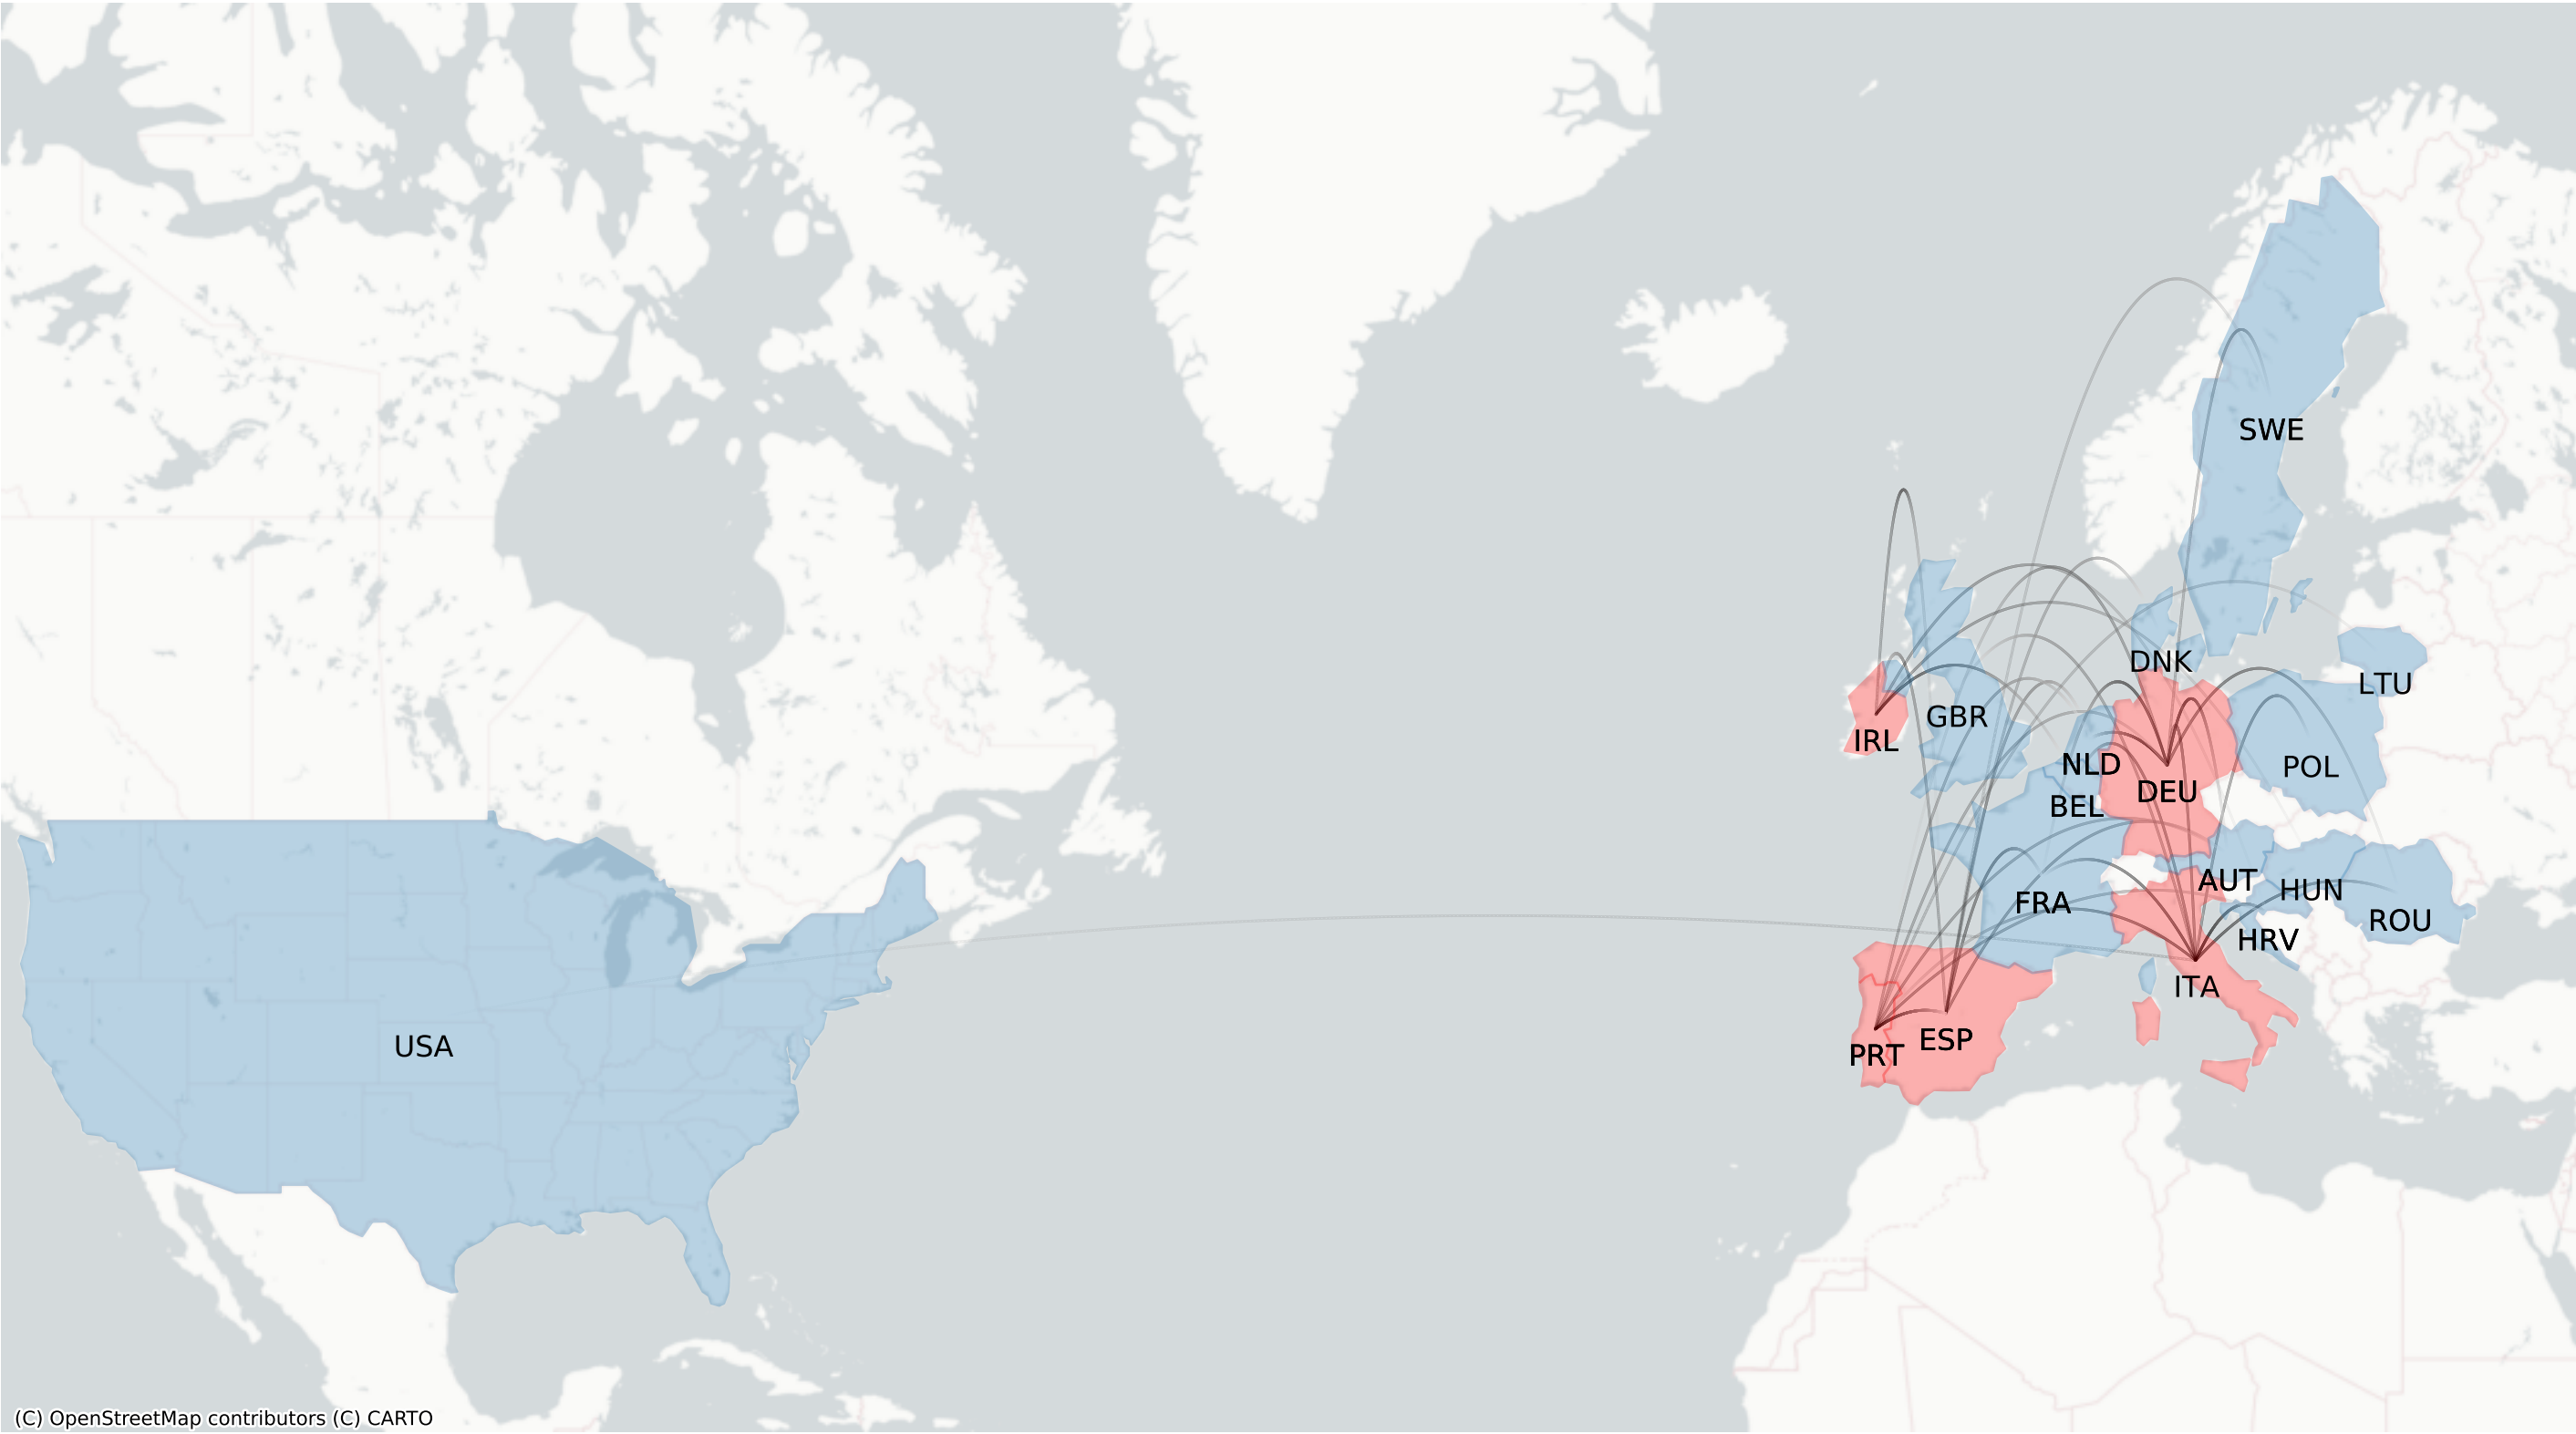 SWE
DNK
LTU
GBR
IRL
NLD
POL
DEU
BEL
AUT
HUN
FRA
ROU
HRV
ITA
ESP
USA
PRT
(C) OpenStreetMap contributors (C) CARTO